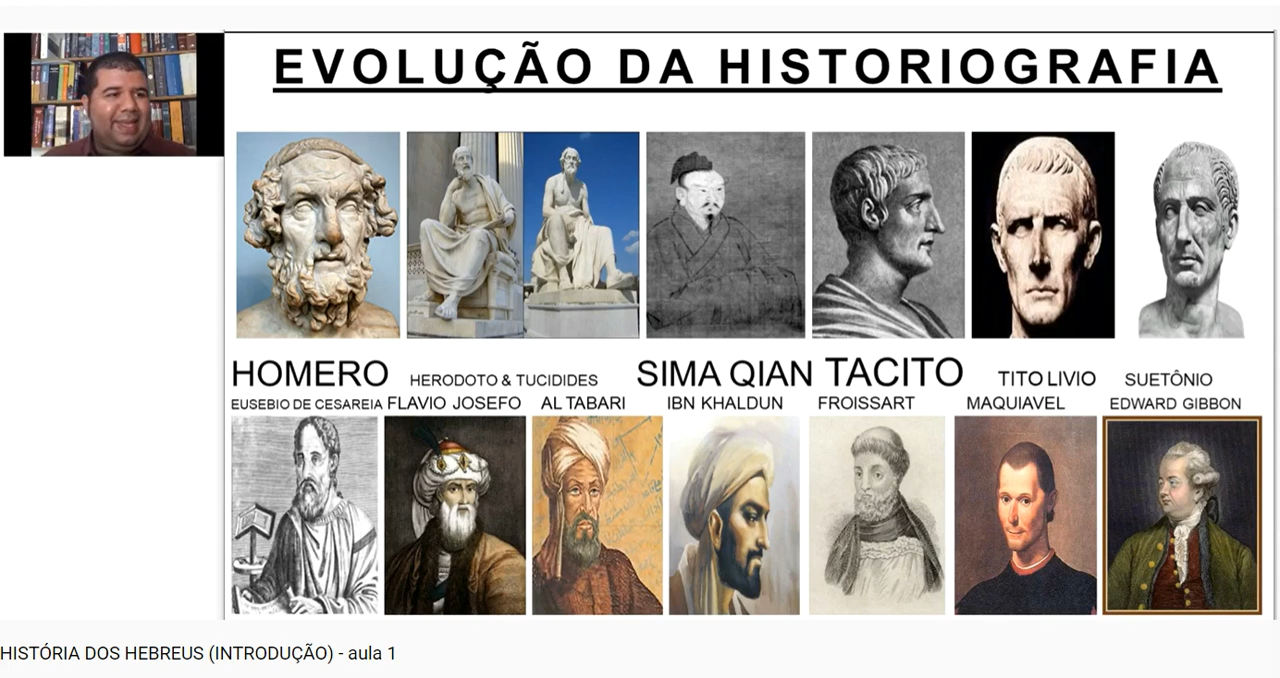 EVOLUÇÃO DA HISTORIOGRAFIA
HOMERO HERODOTO & TUCIDIDES SIMA QIAN TACITO TITO LIVIO SUETÔNIO
EUSEBIO DE CESAREIA FLAVIO JOSEFO AL TABARI IBN KHALDUN FROISSART MAQUIAVEL EDWARD GIBBON
HISTÓRIA DOS HEBREUS (INTRODUÇÃO) - aula 1